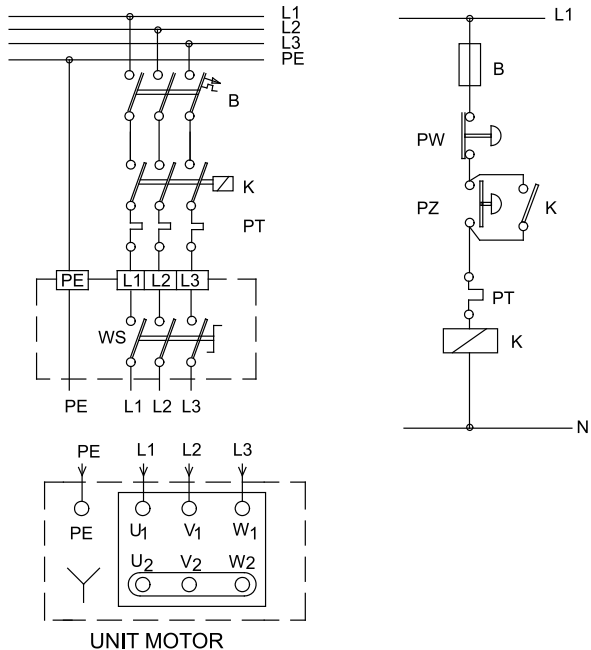 L1
L2
L3
PE
B
K
PT
PE L1 L2 L3
WS
PE L1 L2 L3
PE L1 L2 L3
PE U1 V1 W1
U2 V2 W2
UNIT MOTOR
L1
B
PW
PZ K
PT
K
N